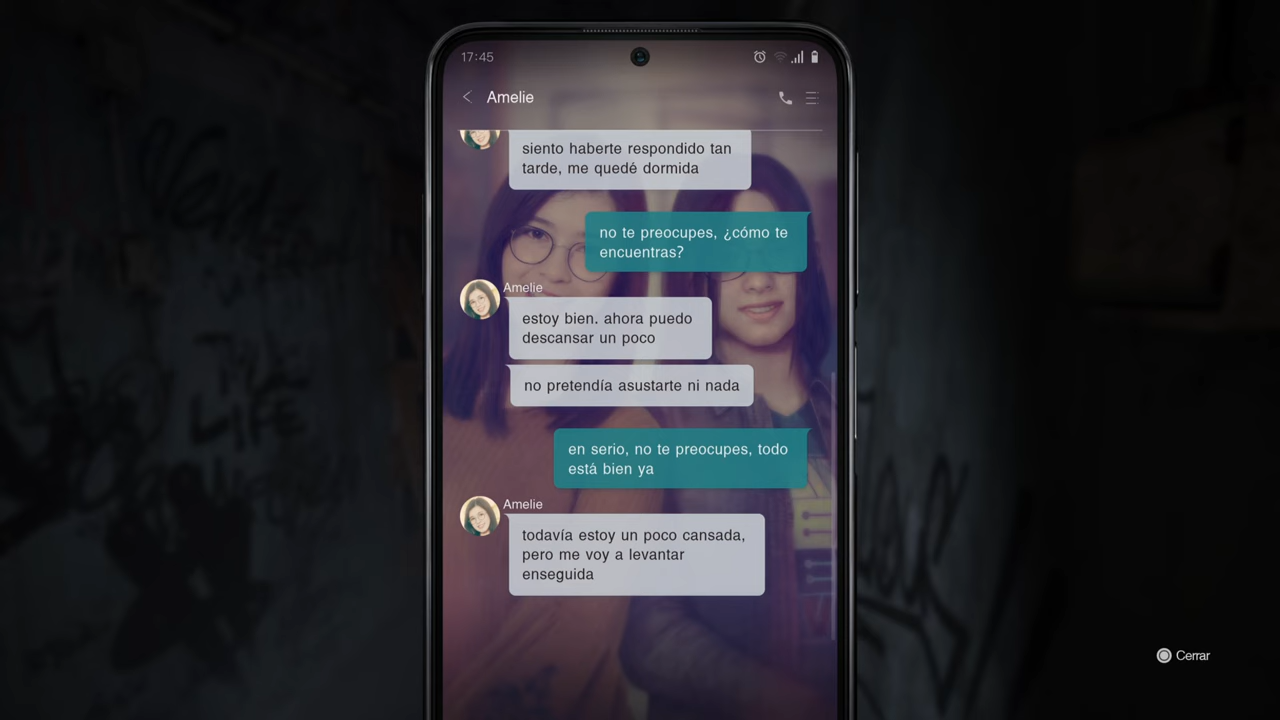 17:45
Amelie
siento haberte respondido tan
tarde, me quedé dormida
no te preocupes, ¿cómo te
encuentras?
Amelie
estoy bien. ahora puedo
descansar un poco
no pretendía asustarte ni nada
en serio, no te preocupes, todo
está bien ya
Amelie
todavía estoy un poco cansada,
pero me voy a levantar
enseguida
THE
LIFE
Cerrar